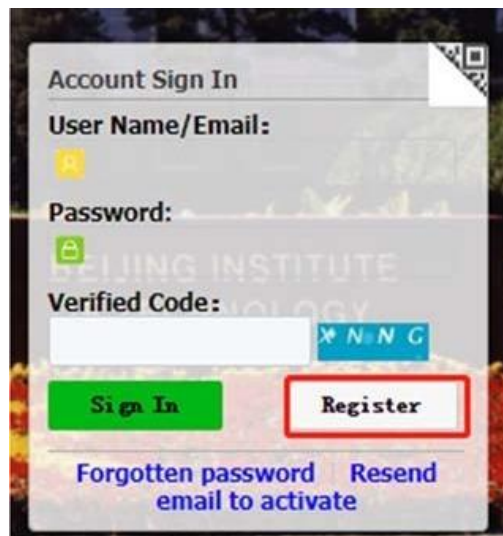 Account Sign In
User Name/Email:
Password:
BEIJING INSTITUTE
Verified Code:
X N N G
Sign In
Register
Forgotten password Resend
email to activate